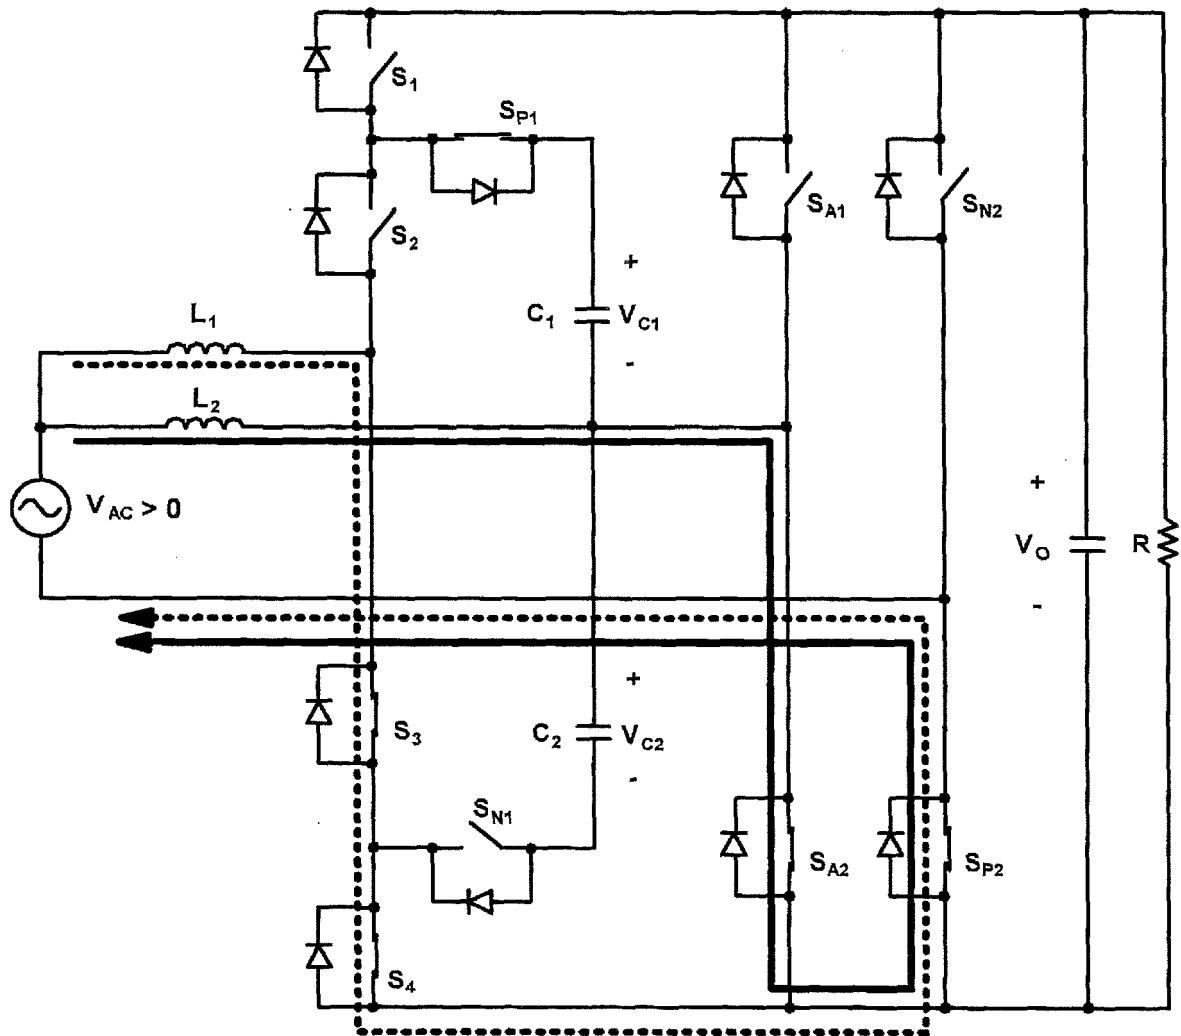 S1
SP1
S2
SA1
SN2
+
C1 VC1
-
L1
L2
VAC > 0
+
VO
R
-
+
S3
C2 VC2
-
SN1
SA2
SP2
S4